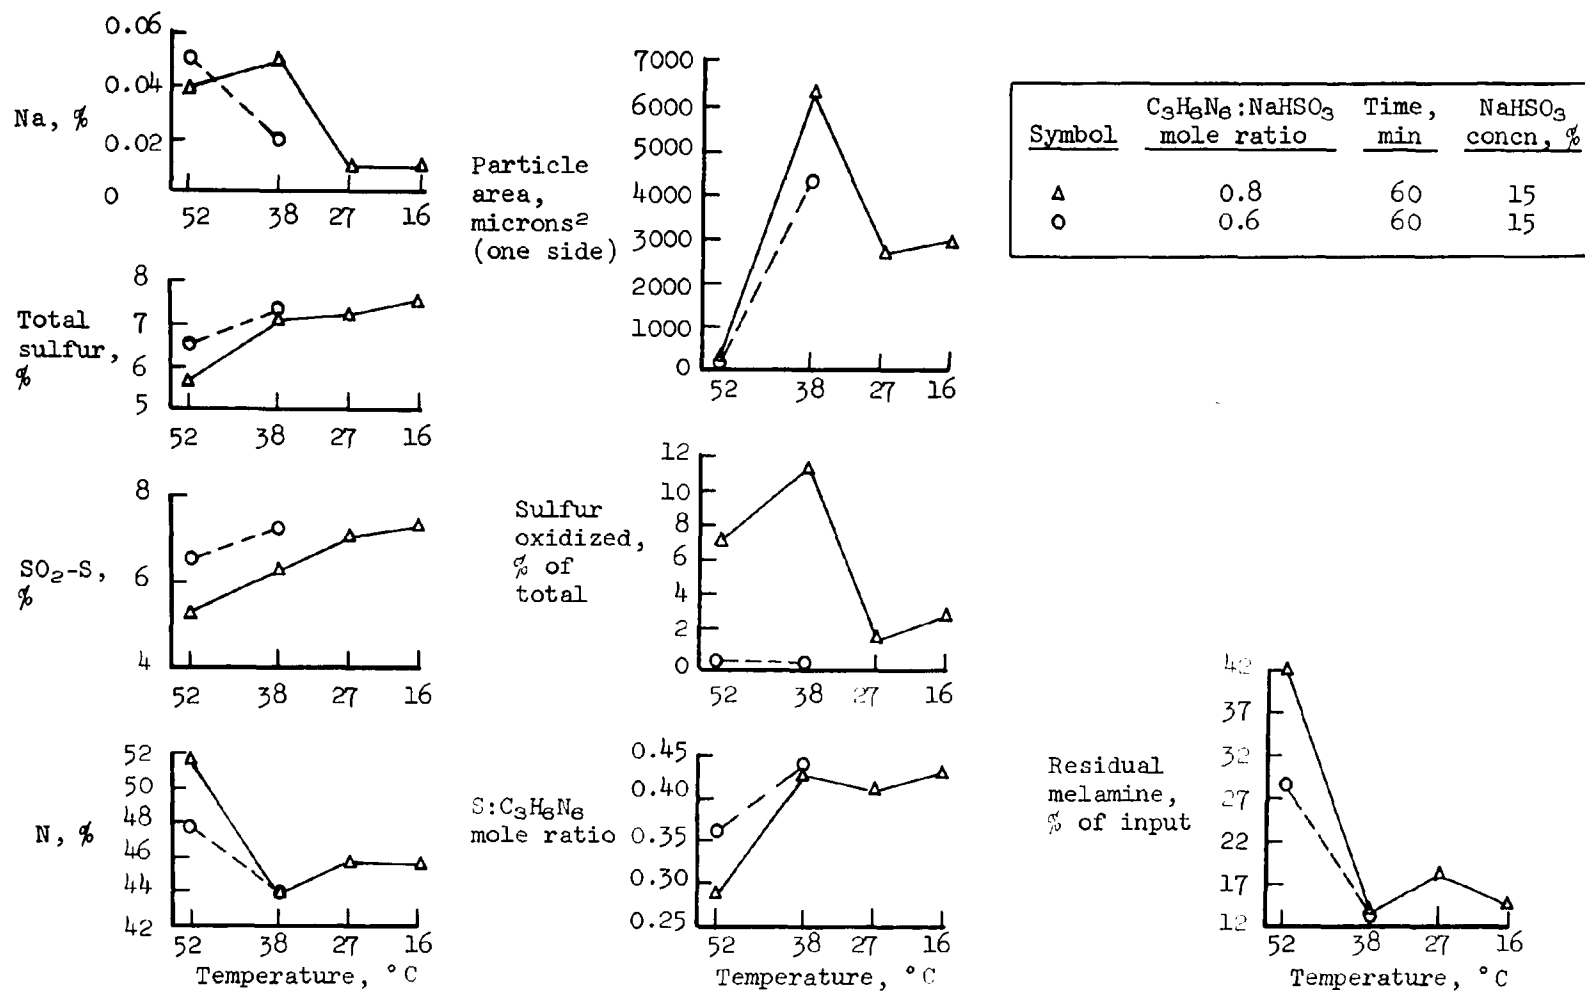 0.06
0.04
Na, %
0.02
0
52 38 27 16
8
7
Total
sulfur,
%
6
5
52 38 27 16
8
SO₂-S,
%
6
4
52 38 27 16
52
50
48
N, %
46
44
42
52 38 27 16
Temperature, °C
7000
6000
5000
Particle
area,
microns²
(one side)
4000
3000
2000
1000
0
52 38 27 16
12
10
Sulfur
oxidized,
% of
total
8
6
4
2
0
52 38 27 16
0.45
0.40
S:C₃H₆N₆
mole ratio
0.35
0.30
0.25
52 38 27 16
Temperature, °C
C₃H₆N₆:NaHSO₃ Time, NaHSO₃
Symbol mole ratio min concn, %
Δ 0.8 60 15
O 0.6 60 15
42
37
32
Residual
melamine,
% of input
27
22
17
12
52 38 27 16
Temperature, °C